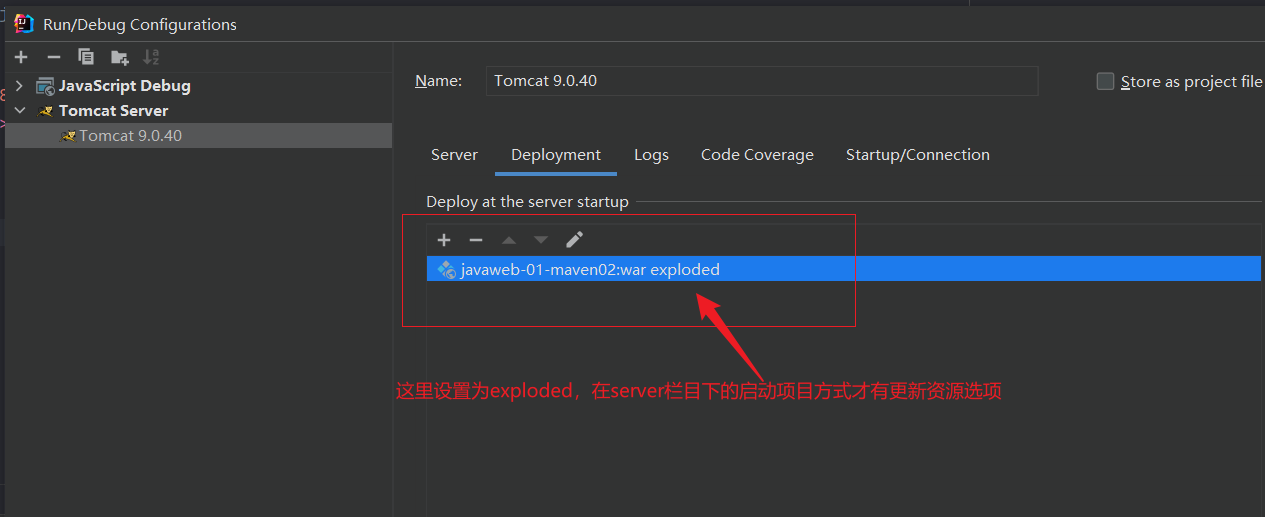 Run/Debug Configurations
JavaScript Debug
Tomcat Server
Tomcat 9.0.40
Name:
Tomcat 9.0.40
Store as project file
Server
Deployment
Logs
Code Coverage
Startup/Connection
Deploy at the server startup
javaweb-01-maven02:war exploded
这里设置为exploded，在server栏目下的启动项目方式才有更新资源选项